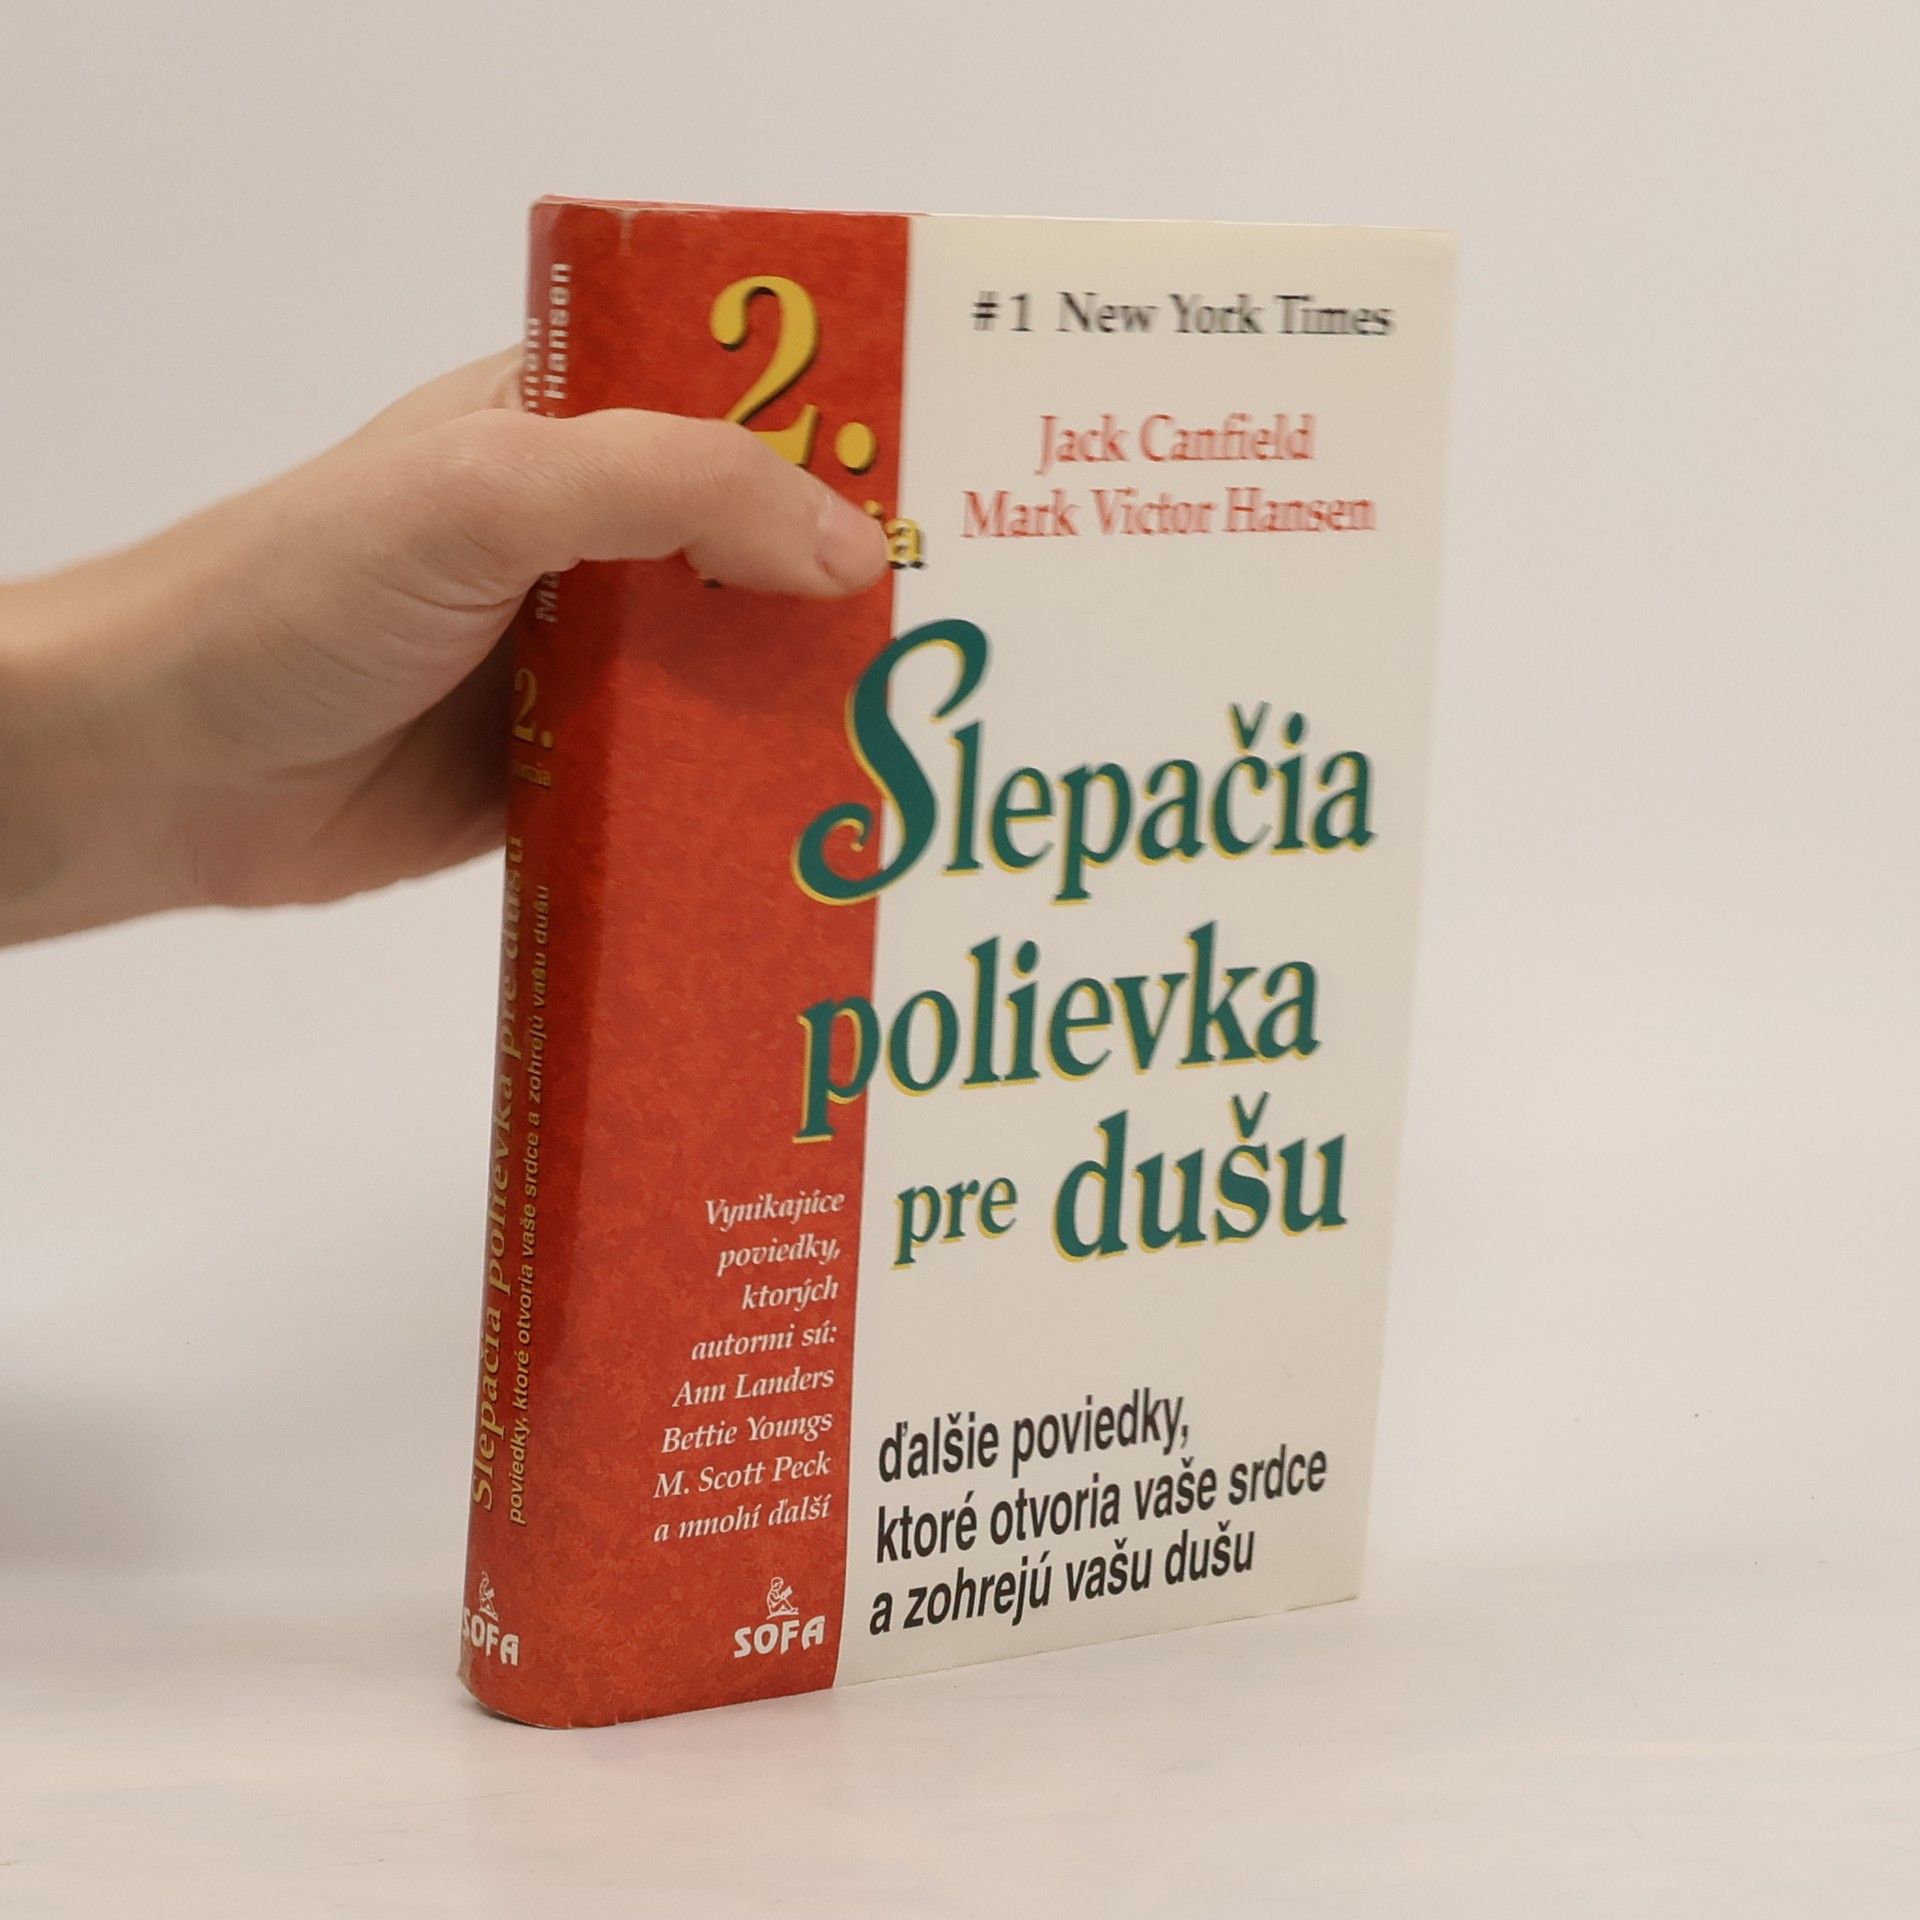 # 1 New York Times
Jack Canfield
Mark Victor Hansen
2.
Slepačia
polievka
pre dušu
Vynikajúce
poviedky,
ktorých
autormi sú:
Ann Landers
Bettie Youngs
M. Scott Peck
a mnohí ďalší
SOFA
ďalšie poviedky,
ktoré otvoria vaše srdce
a zohrejú vašu dušu
Hansen
2.
Slepačia polievka pre dušu
poviedky, ktoré otvoria vaše srdce a zohrejú vašu dušu
SOFA